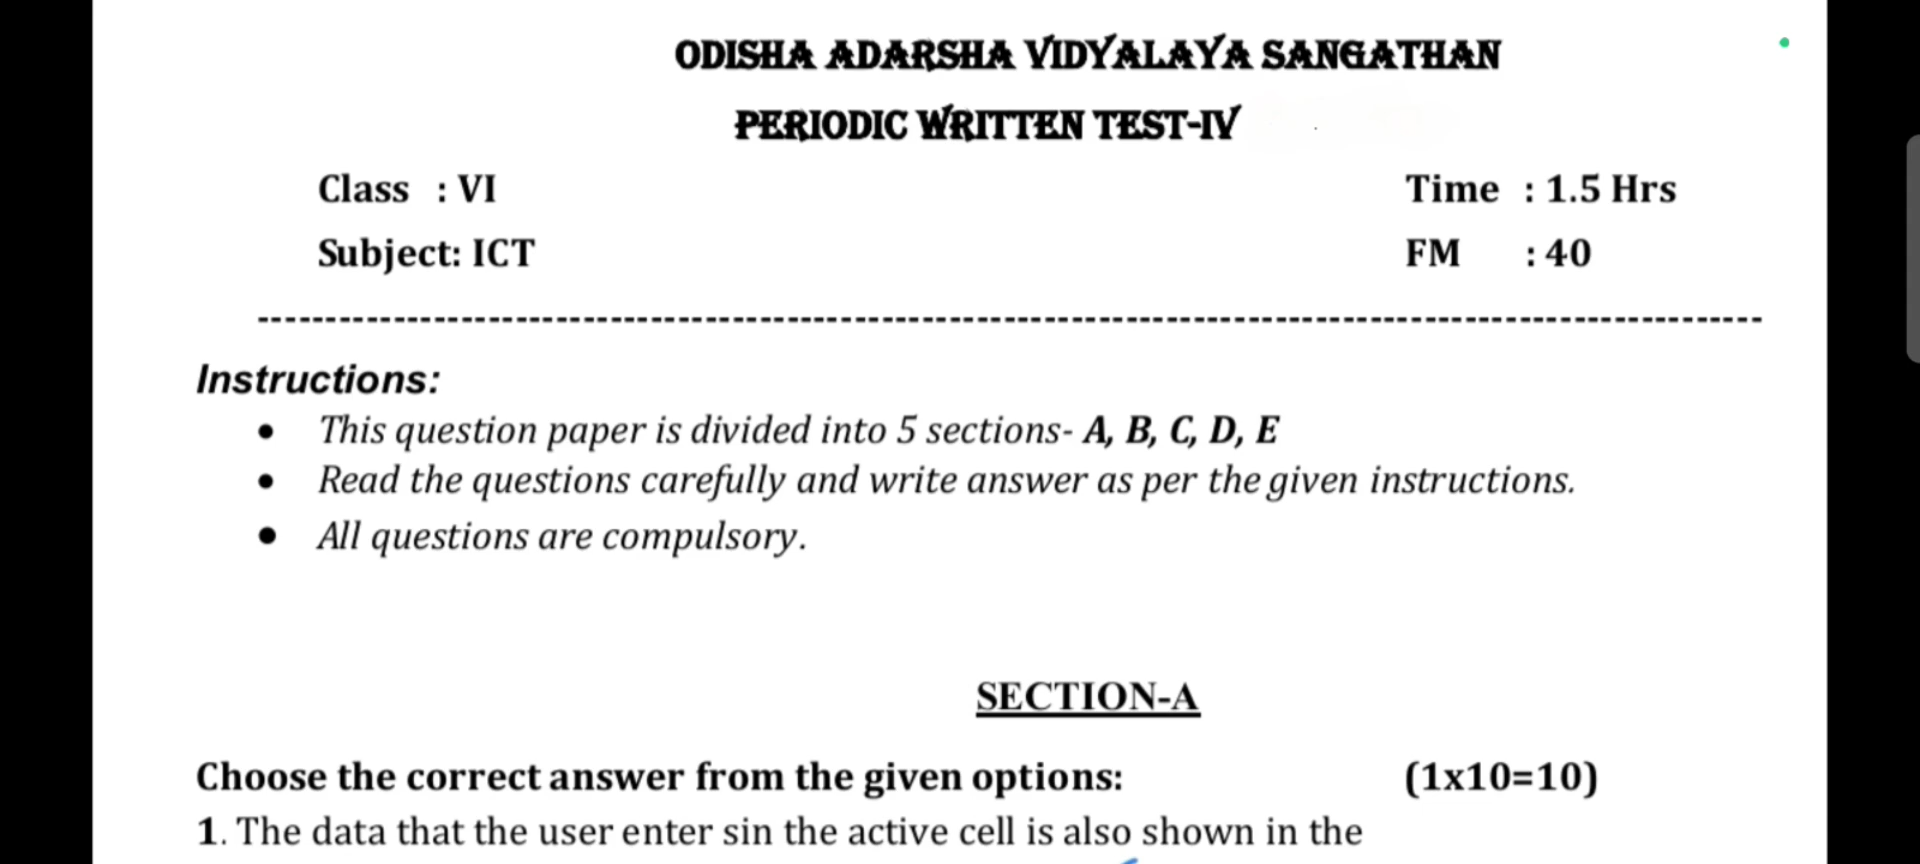 ODISHA ADARSHA VIDYALAYA SANGATHAN
PERIODIC WRITTEN TEST-IV
Class : VI Time : 1.5 Hrs
Subject: ICT FM : 40
--------------------------------------------------------------------------------------------------------------
Instructions:
• This question paper is divided into 5 sections- A, B, C, D, E
• Read the questions carefully and write answer as per the given instructions.
• All questions are compulsory.
SECTION-A
Choose the correct answer from the given options: (1x10=10)
1. The data that the user enter sin the active cell is also shown in the